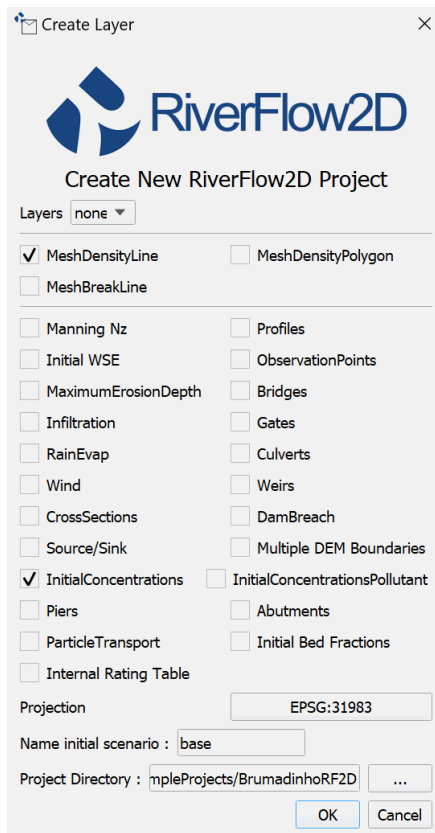 Create Layer
RiverFlow2D
Create New RiverFlow2D Project
Layers none
MeshDensityLine MeshDensityPolygon
MeshBreakLine
Manning Nz Profiles
Initial WSE ObservationPoints
MaximumErosionDepth Bridges
Infiltration Gates
RainEvap Culverts
Wind Weirs
CrossSections DamBreach
Source/Sink Multiple DEM Boundaries
InitialConcentrations InitialConcentrationsPollutant
Piers Abutments
ParticleTransport Initial Bed Fractions
Internal Rating Table
Projection EPSG:31983
Name initial scenario : base
Project Directory : mpleProjects/BrumadinhoRF2D ...
OK Cancel